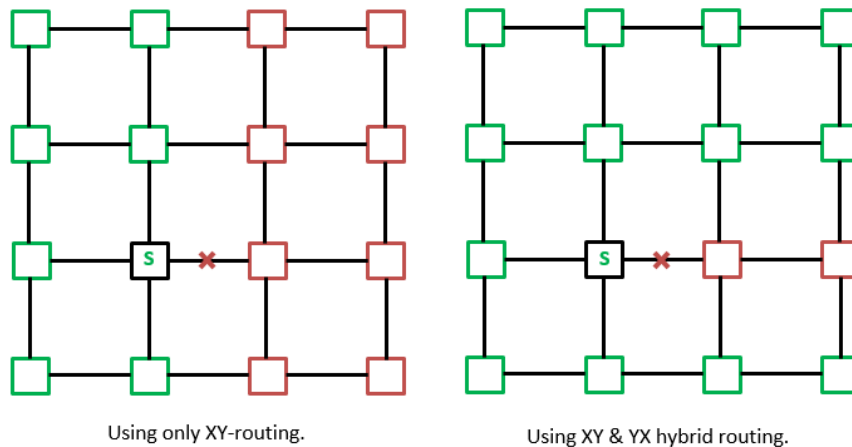 S
S
Using only XY-routing.
Using XY & YX hybrid routing.